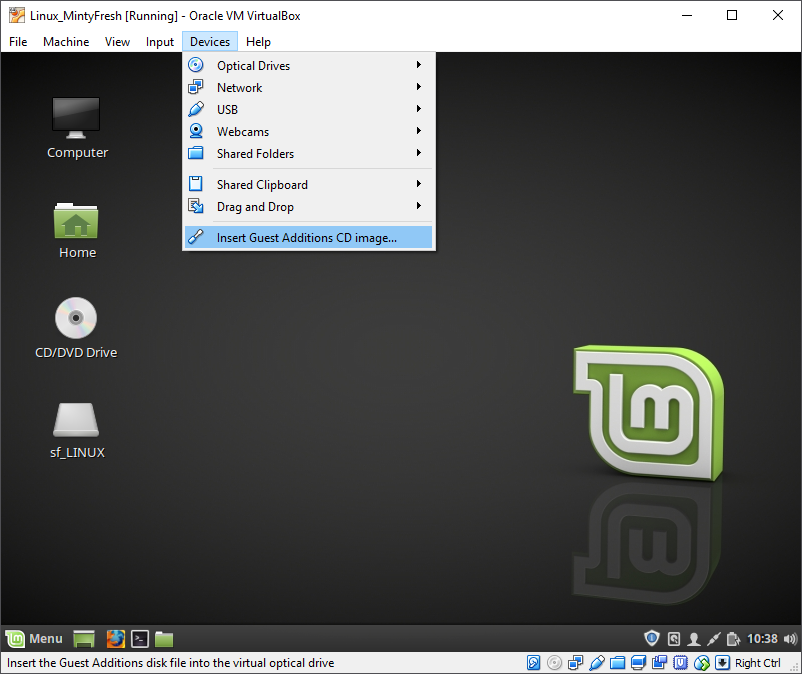 Linux_MintyFresh [Running] - Oracle VM VirtualBox
File Machine View Input Devices Help
Optical Drives
Network
USB
Webcams
Shared Folders
Shared Clipboard
Drag and Drop
Insert Guest Additions CD image...
Computer
Home
CD/DVD Drive
sf_LINUX
Menu
10:38
Insert the Guest Additions disk file into the virtual optical drive
Right Ctrl